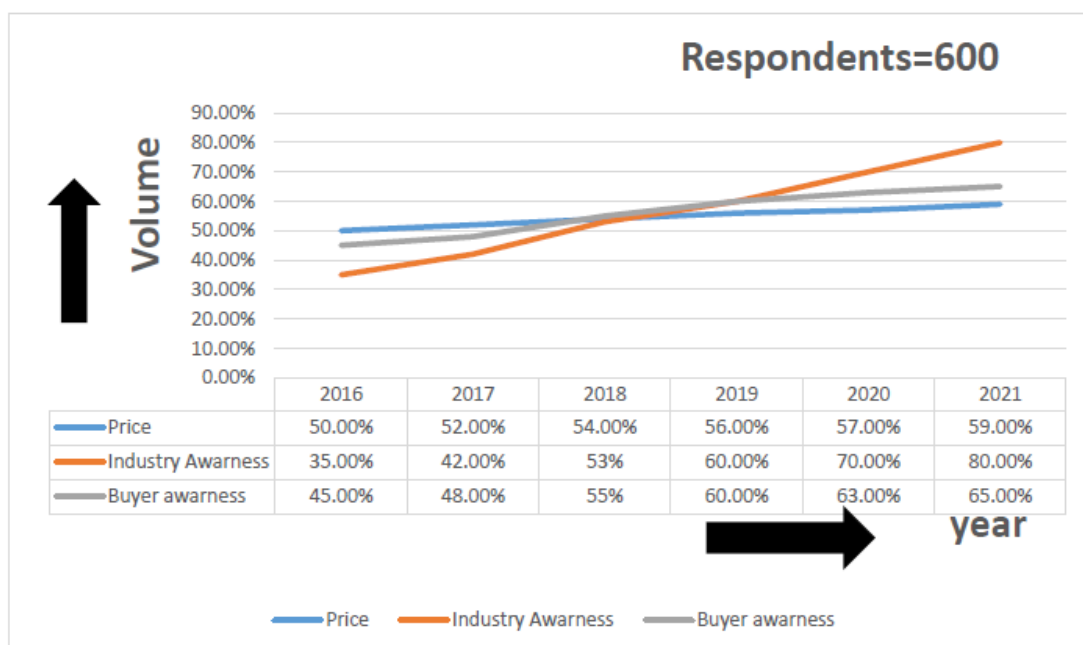 Respondents=600
Volume
90.00%
80.00%
70.00%
60.00%
50.00%
40.00%
30.00%
20.00%
10.00%
0.00%
2016 2017 2018 2019 2020 2021
Price 50.00% 52.00% 54.00% 56.00% 57.00% 59.00%
Industry Awarness 35.00% 42.00% 53% 60.00% 70.00% 80.00%
Buyer awarness 45.00% 48.00% 55% 60.00% 63.00% 65.00%
year
Price Industry Awarness Buyer awarness